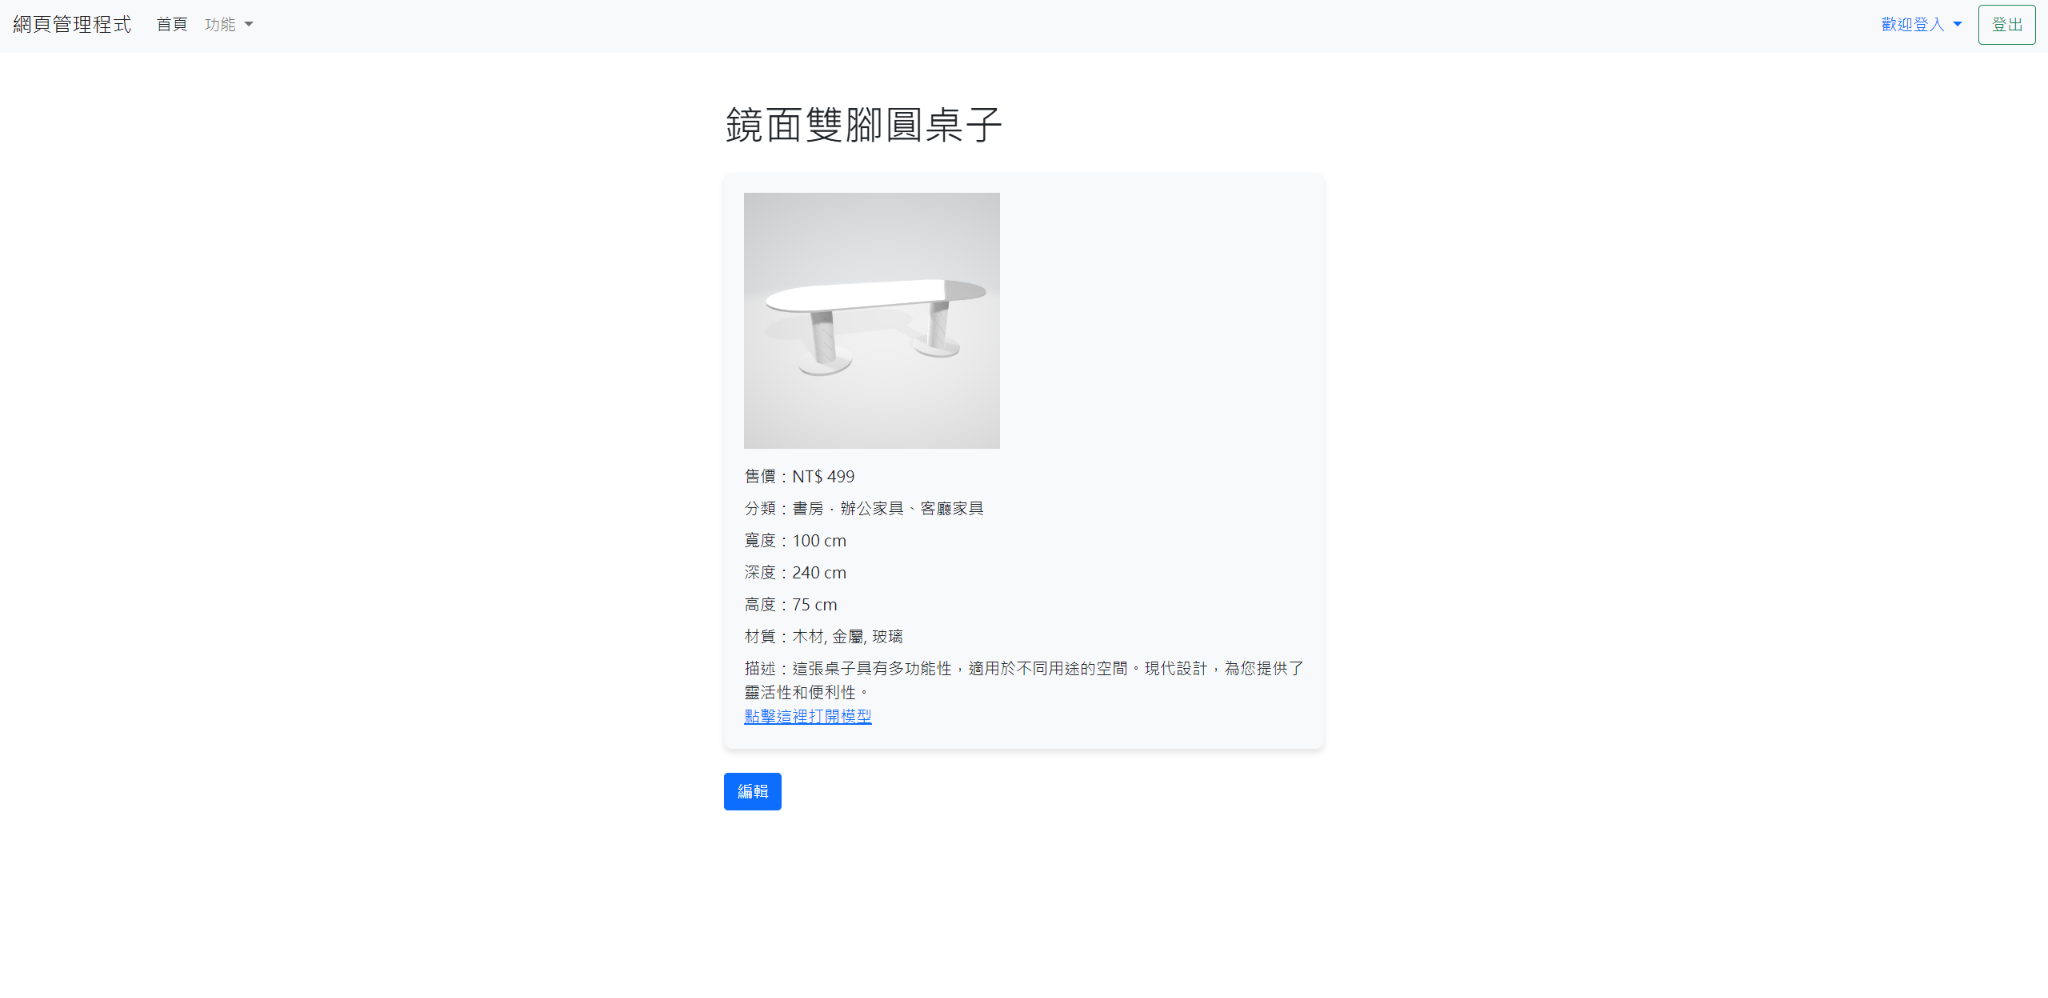 網頁管理程式 首頁 功能 歡迎登入 登出
鏡面雙腳圓桌子
售價：NT$ 499
分類：書房．辦公家具、客廳家具
寬度：100 cm
深度：240 cm
高度：75 cm
材質：木材, 金屬, 玻璃
描述：這張桌子具有多功能性，適用於不同用途的空間。現代設計，為您提供了
靈活性和便利性。
點擊這裡打開模型
編輯